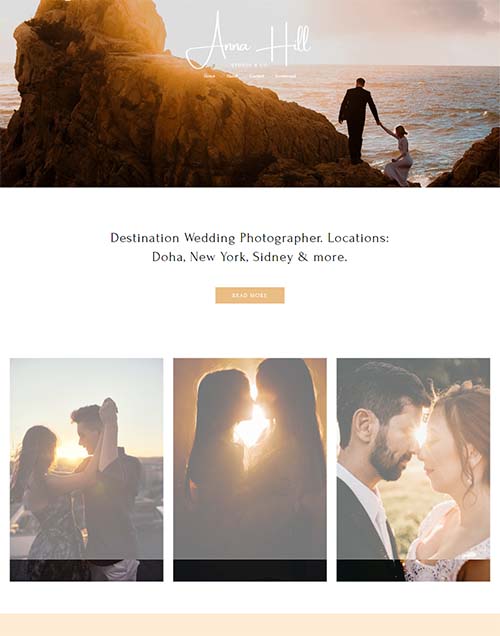 Anna Hill
STUDIO & CO
Home About Contact Download
Destination Wedding Photographer. Locations:
Doha, New York, Sidney & more.
READ MORE